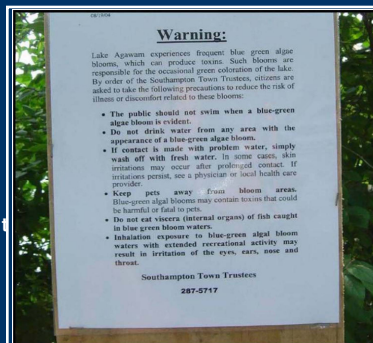 08/19/04
Warning:
Lake Agawam experiences frequent blue green algae
blooms, which can produce toxins. Such blooms are
responsible for the occasional green coloration of the lake.
By order of the Southampton Town Trustees, citizens are
asked to take the following precautions to reduce the risk of
illness or discomfort related to these blooms:
• The public should not swim when a blue-green
algae bloom is evident.
• Do not drink water from any area with the
appearance of a blue-green algae bloom.
• If contact is made with problem water, simply
wash off with fresh water. In some cases, skin
irritations may occur after prolonged contact. If
irritations persist, see a physician or local health care
provider.
• Keep pets away from bloom areas.
Blue-green algal blooms may contain toxins that could
be harmful or fatal to pets.
• Do not eat viscera (internal organs) of fish caught
in blue green bloom waters.
• Inhalation exposure to blue-green algal bloom
waters with extended recreational activity may
result in irritation of the eyes, ears, nose and
throat.
Southampton Town Trustees
287-5717
t